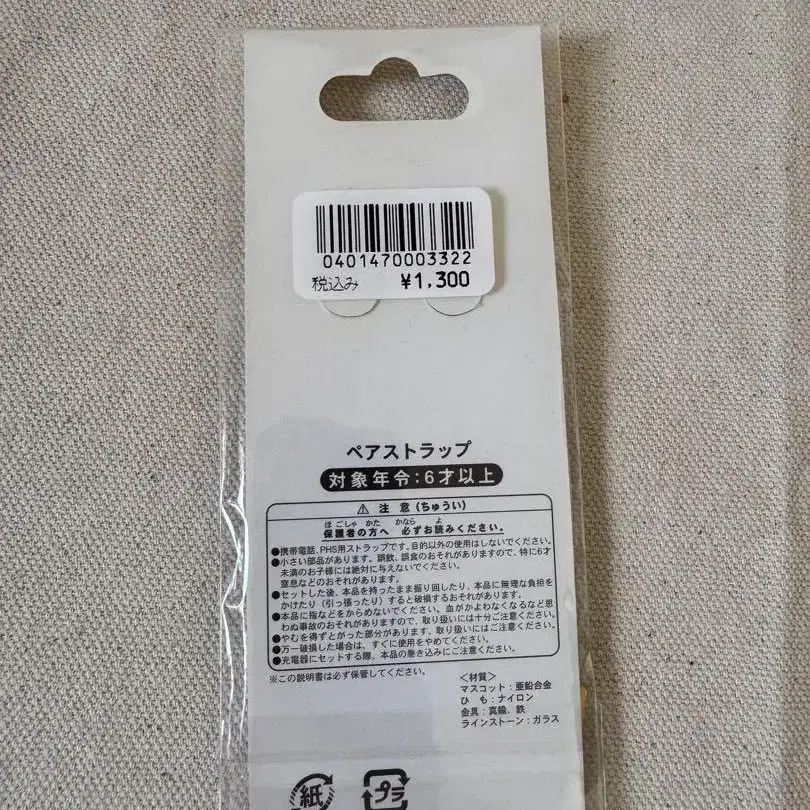 0401470003322
税込み ¥1,300
ペアストラップ
対象年令:6才以上
⚠ 注意(ちゅうい)
ほごしゃ かた かなら よ
保護者の方へ 必ずお読みください。
●携帯電話、PHS用ストラップです。目的以外の使用はしないでください。
●小さい部品があります。誤飲、誤食のおそれがありますので、特に6才
未満のお子様には絶対に与えないでください。
窒息などのおそれがあります。
●セットした後、本品を持ったまま振り回したり、本品に無理な負担を
かけたり(引っ張ったり)すると破損するおそれがあります。
●本品に指などをからめないでください。血がかよわなくなるなど思
わぬ事故のおそれがありますので、取り扱いには十分ご注意ください。
●やむを得ずとがった部分があります。取り扱いにはご注意ください。
●万一破損した場合は、すぐに使用をやめてください。
●充電器にセットする際、本品の巻き込みにご注意ください。
※この説明書は必ず保管してください。
<材質>
マスコット:亜鉛合金
ひも:ナイロン
金具:真鍮、鉄
ラインストーン:ガラス
紙 プラ